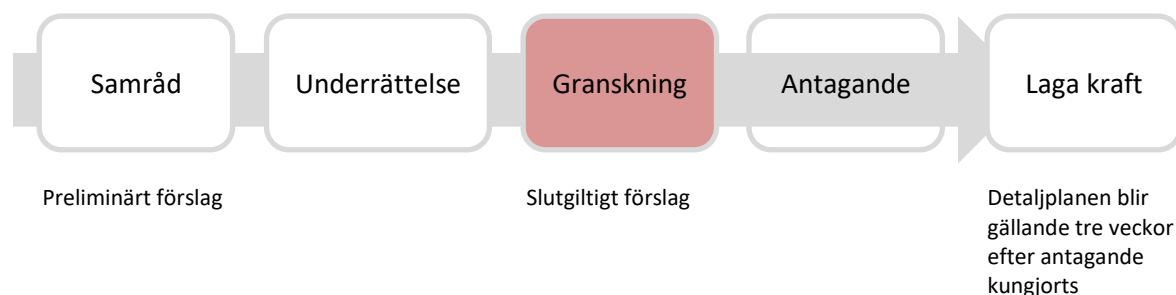 Samråd
Underrättelse
Granskning
Antagande
Laga kraft
Preliminärt förslag
Slutgiltigt förslag
Detaljplanen blir
gällande tre veckor
efter antagande
kungjorts